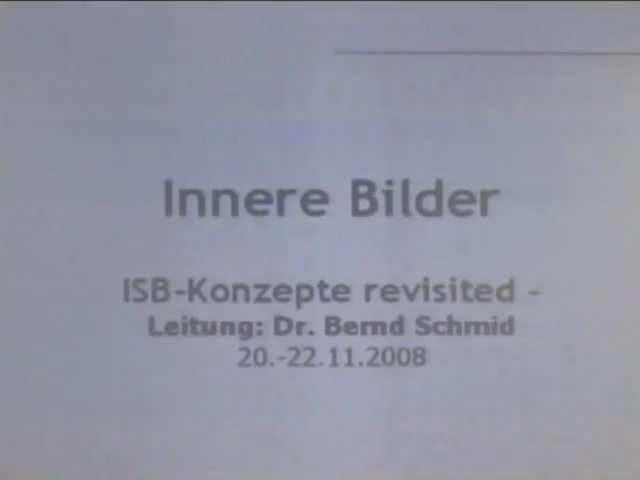 Innere Bilder
ISB-Konzepte revisited -
Leitung: Dr. Bernd Schmid
20.-22.11.2008